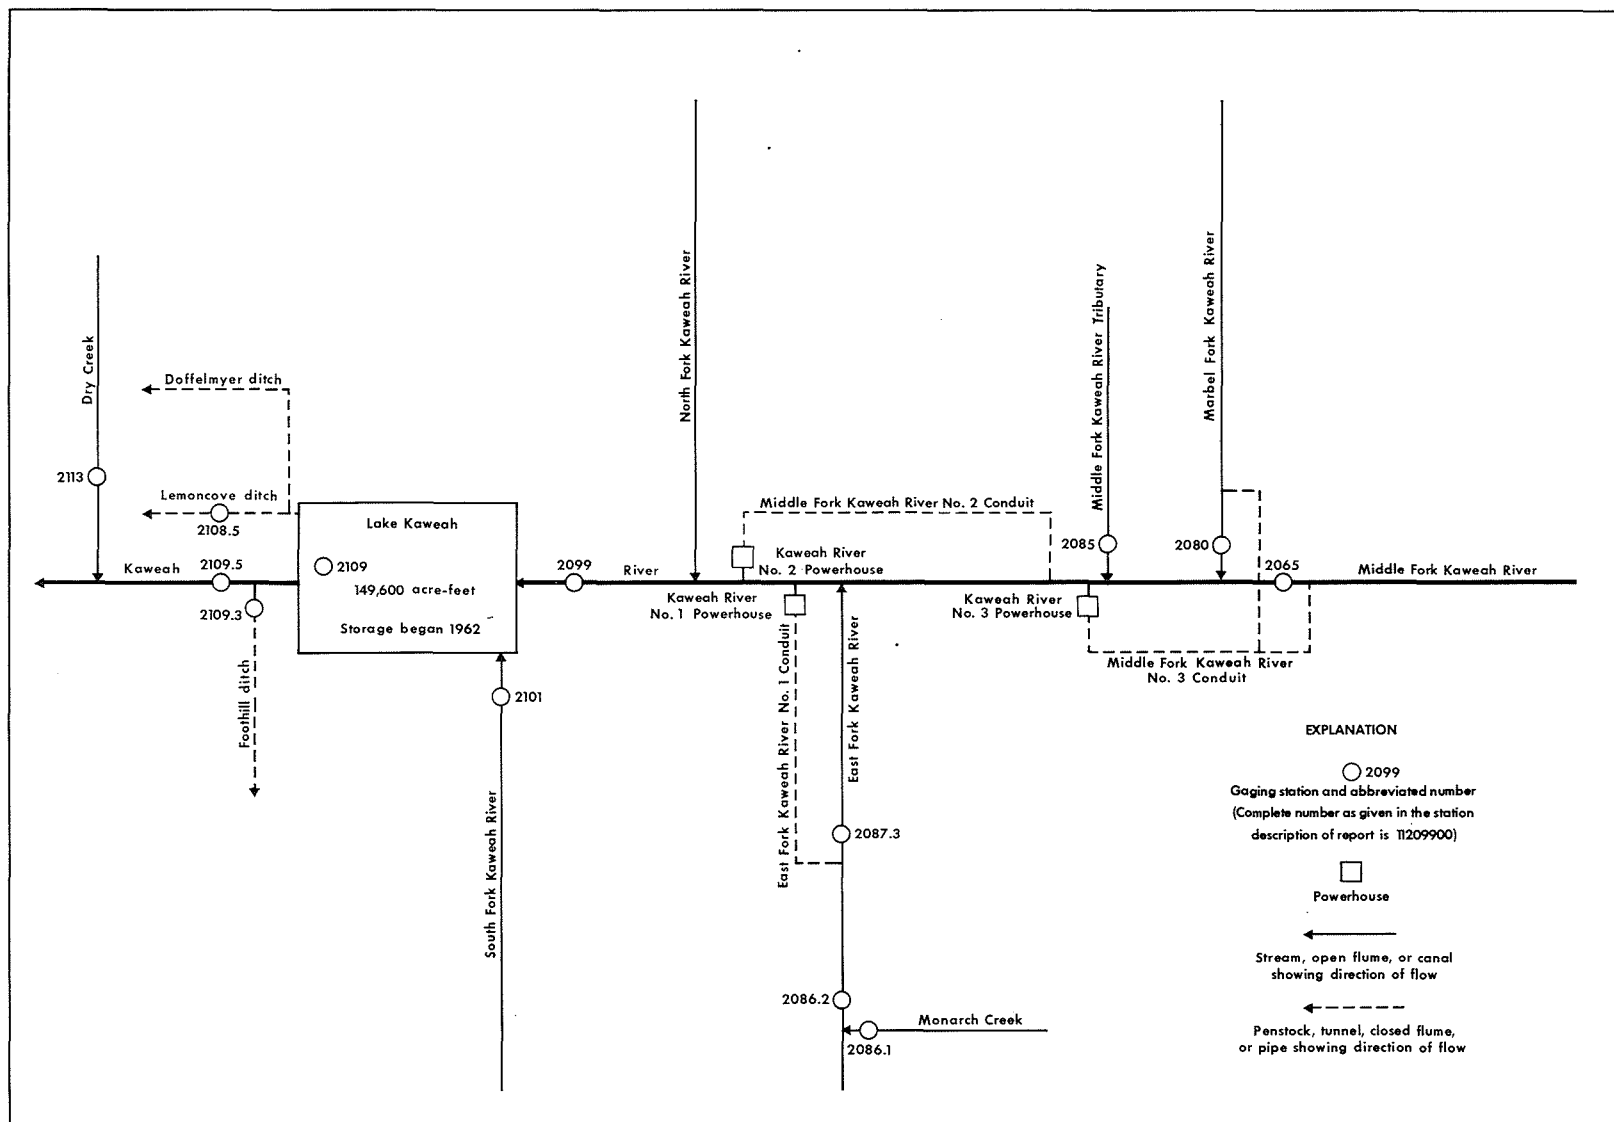 North Fork Kaweah River
Middle Fork Kaweah River Tributary
Marbel Fork Kaweah River
Dry Creek
Doffelmyer ditch
2113
Lemoncove ditch
2108.5
Lake Kaweah
2109
149,600 acre-feet
Storage began 1962
Kaweah
2109.5
2109.3
Foothill ditch
2099
River
2101
South Fork Kaweah River
Middle Fork Kaweah River No. 2 Conduit
Kaweah River
No. 2 Powerhouse
Kaweah River
No. 1 Powerhouse
East Fork Kaweah River No. 1 Conduit
East Fork Kaweah River
2087.3
2086.2
Monarch Creek
2086.1
2085
2080
2065
Middle Fork Kaweah River
Kaweah River
No. 3 Powerhouse
Middle Fork Kaweah River
No. 3 Conduit
EXPLANATION
2099
Gaging station and abbreviated number
(Complete number as given in the station
description of report is 11209900)
Powerhouse
Stream, open flume, or canal
showing direction of flow
Penstock, tunnel, closed flume,
or pipe showing direction of flow